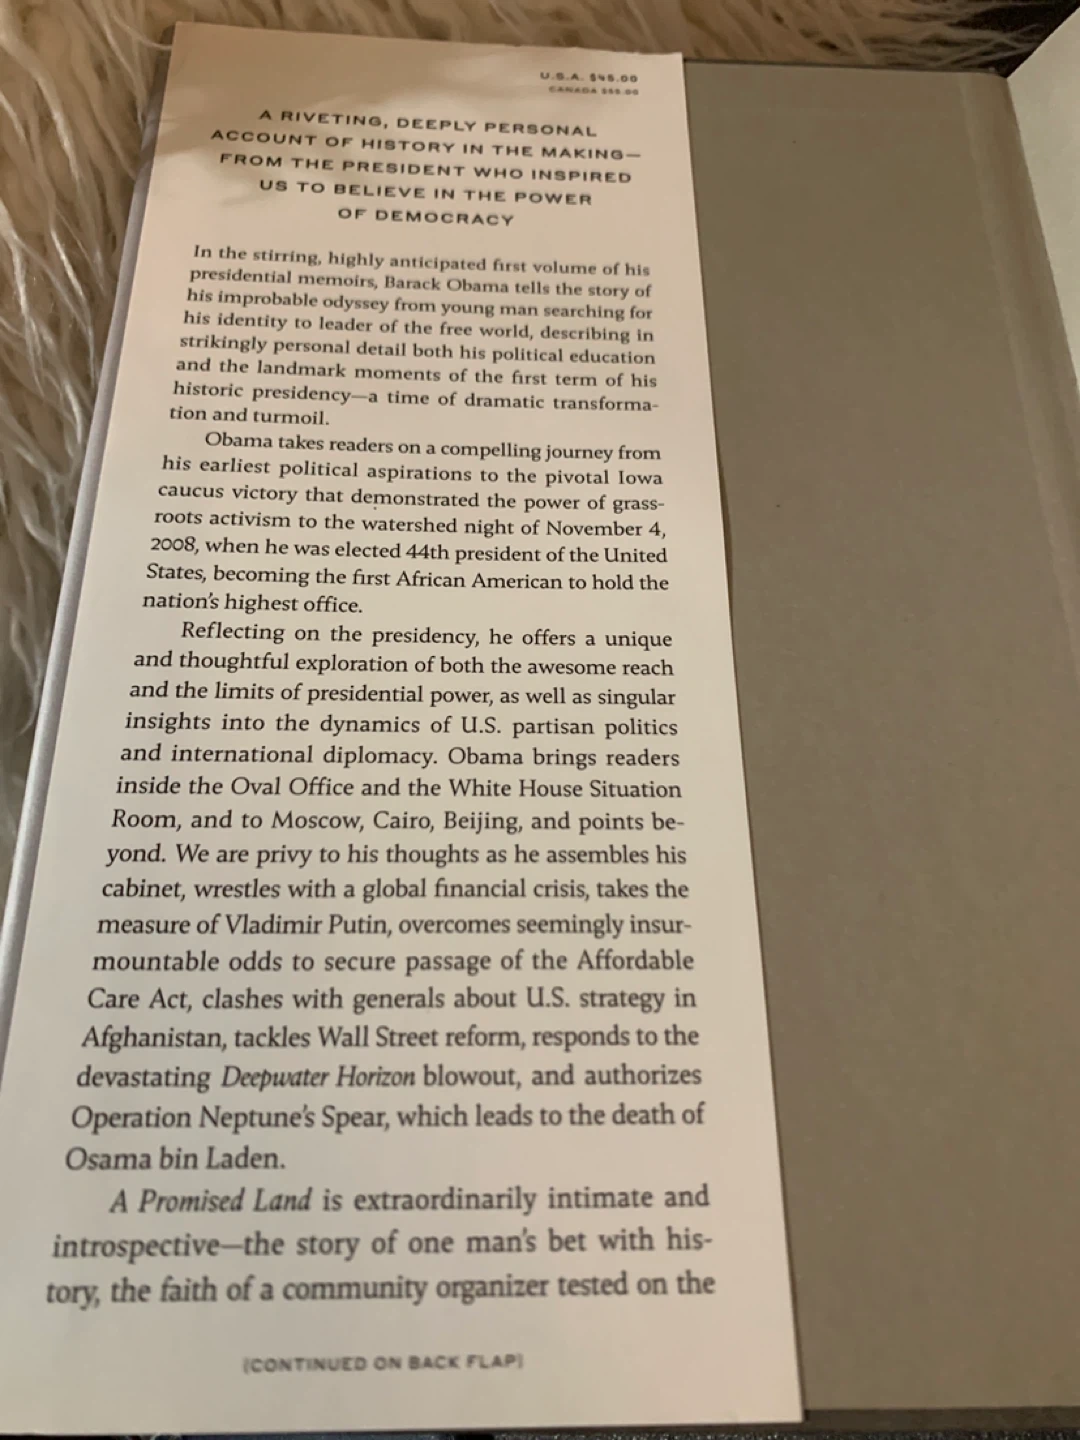 U.S.A. $45.00
CANADA
A RIVETING, DEEPLY PERSONAL
ACCOUNT OF HISTORY IN THE MAKING—
FROM THE PRESIDENT WHO INSPIRED
US TO BELIEVE IN THE POWER
OF DEMOCRACY
In the stirring, highly anticipated first volume of his
presidential memoirs, Barack Obama tells the story of
his improbable odyssey from young man searching for
his identity to leader of the free world, describing in
strikingly personal detail both his political education
and the landmark moments of the first term of his
historic presidency—a time of dramatic transforma-
tion and turmoil.
Obama takes readers on a compelling journey from
his earliest political aspirations to the pivotal Iowa
caucus victory that demonstrated the power of grass-
roots activism to the watershed night of November 4,
2008, when he was elected 44th president of the United
States, becoming the first African American to hold the
nation's highest office.
Reflecting on the presidency, he offers a unique
and thoughtful exploration of both the awesome reach
and the limits of presidential power, as well as singular
insights into the dynamics of U.S. partisan politics
and international diplomacy. Obama brings readers
inside the Oval Office and the White House Situation
Room, and to Moscow, Cairo, Beijing, and points be-
yond. We are privy to his thoughts as he assembles his
cabinet, wrestles with a global financial crisis, takes the
measure of Vladimir Putin, overcomes seemingly insur-
mountable odds to secure passage of the Affordable
Care Act, clashes with generals about U.S. strategy in
Afghanistan, tackles Wall Street reform, responds to the
devastating Deepwater Horizon blowout, and authorizes
Operation Neptune's Spear, which leads to the death of
Osama bin Laden.
A Promised Land is extraordinarily intimate and
introspective—the story of one man's bet with his-
tory, the faith of a community organizer tested on the
(CONTINUED ON BACK FLAP)